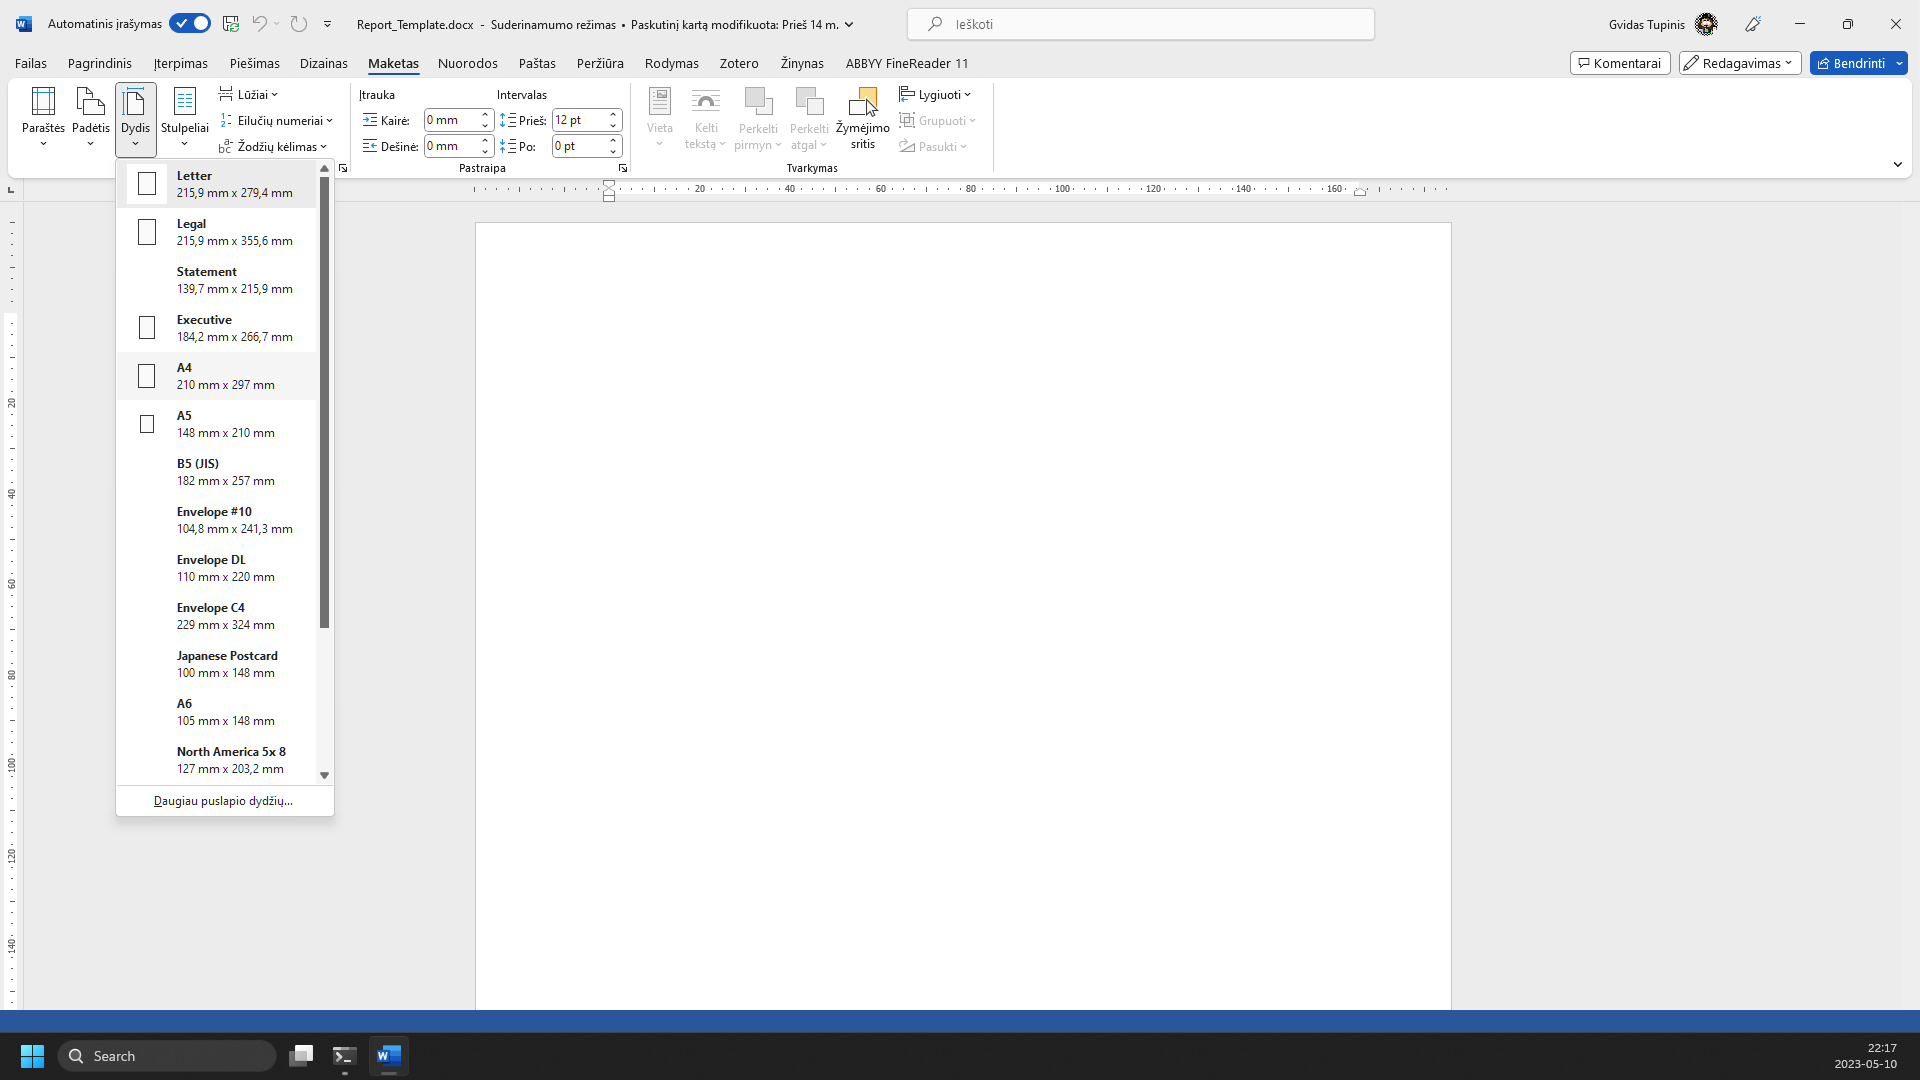 Automatinis įrašymas
Report_Template.docx - Suderinamumo režimas • Paskutinį kartą modifikuota: Prieš 14 m.
Ieškoti
Gvidas Tupinis
Failas Pagrindinis Įterpimas Piešimas Dizainas Maketas Nuorodos Paštas Peržiūra Rodymas Zotero Žinynas ABBYY FineReader 11
Komentarai
Redagavimas
Bendrinti
Paraštės
Padėtis
Dydis
Stulpeliai
Lūžiai
Eilučių numeriai
Žodžių kėlimas
Įtrauka
Kairė: 0 mm
Dešinė: 0 mm
Intervalas
Prieš: 12 pt
Po: 0 pt
Pastraipa
Vieta
Kelti
tekstą
Perkelti
pirmyn
Perkelti
atgal
Žymėjimo
sritis
Lygiuoti
Grupuoti
Pasukti
Tvarkymas
20 40 60 80 100 120 140 160
Letter
215,9 mm x 279,4 mm
Legal
215,9 mm x 355,6 mm
Statement
139,7 mm x 215,9 mm
Executive
184,2 mm x 266,7 mm
A4
210 mm x 297 mm
A5
148 mm x 210 mm
B5 (JIS)
182 mm x 257 mm
Envelope #10
104,8 mm x 241,3 mm
Envelope DL
110 mm x 220 mm
Envelope C4
229 mm x 324 mm
Japanese Postcard
100 mm x 148 mm
A6
105 mm x 148 mm
North America 5x 8
127 mm x 203,2 mm
Daugiau puslapio dydžių...
20
40
60
80
100
120
140
Search
22:17
2023-05-10